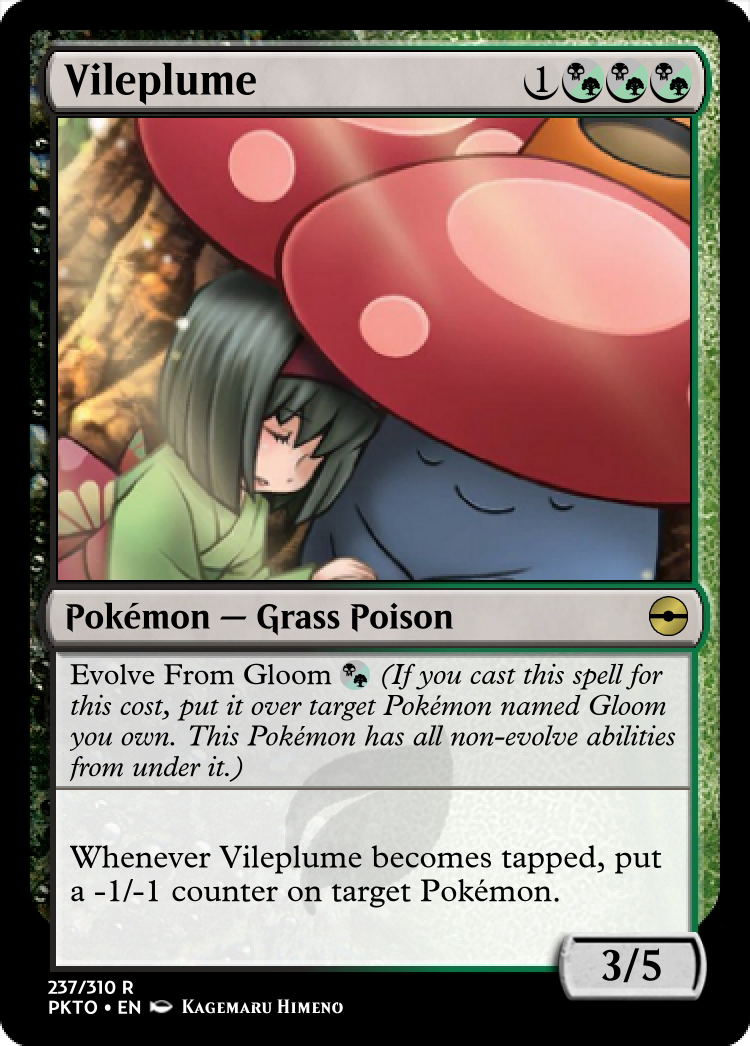 Vileplume 1
Pokémon — Grass Poison
Evolve From Gloom (If you cast this spell for
this cost, put it over target Pokémon named Gloom
you own. This Pokémon has all non-evolve abilities
from under it.)
Whenever Vileplume becomes tapped, put
a -1/-1 counter on target Pokémon.
3/5
237/310 R
PKTO • EN KAGEMARU HIMENO